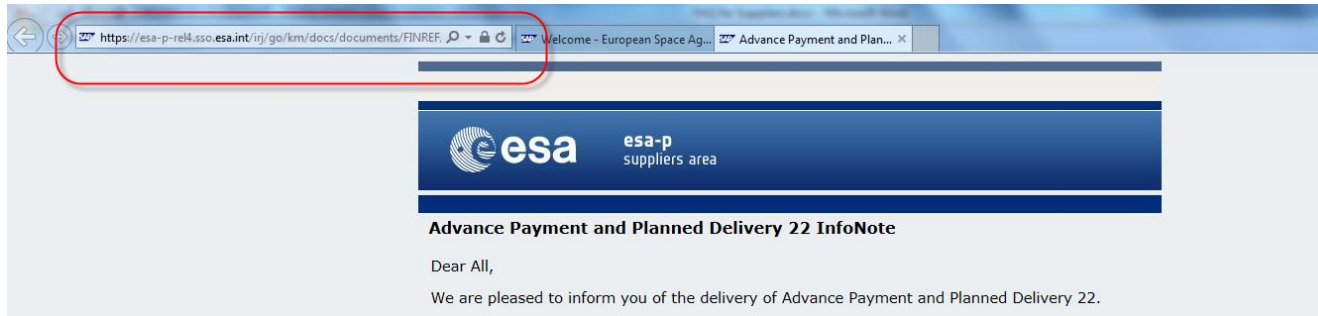 https://esa-p-rel4.sso.esa.int/irj/go/km/docs/documents/FINREF.
Welcome - European Space Ag...
Advance Payment and Plan...
esa
esa-p
suppliers area
Advance Payment and Planned Delivery 22 InfoNote
Dear All,
We are pleased to inform you of the delivery of Advance Payment and Planned Delivery 22.